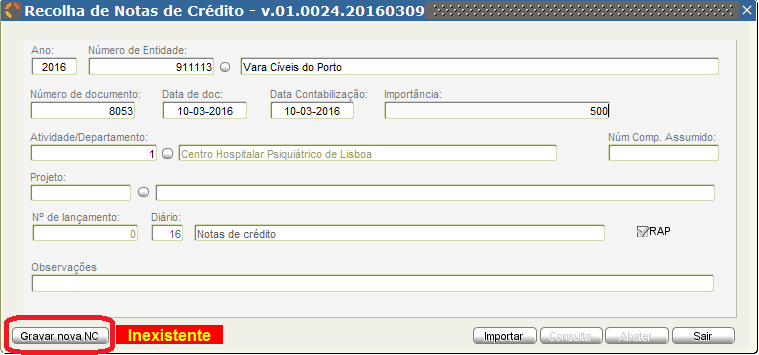 Recolha de Notas de Crédito - v.01.0024.20160309
Ano: Número de Entidade:
2016 911113 Vara Cíveis do Porto
Número de documento: Data de doc: Data Contabilização: Importância:
8053 10-03-2016 10-03-2016 500
Atividade/Departamento: Núm Comp. Assumido:
1 Centro Hospitalar Psiquiátrico de Lisboa
Projeto:
Nº de lançamento: Diário:
0 16 Notas de crédito RAP
Observações
Gravar nova NC Inexistente Importar Consulta Abater Sair